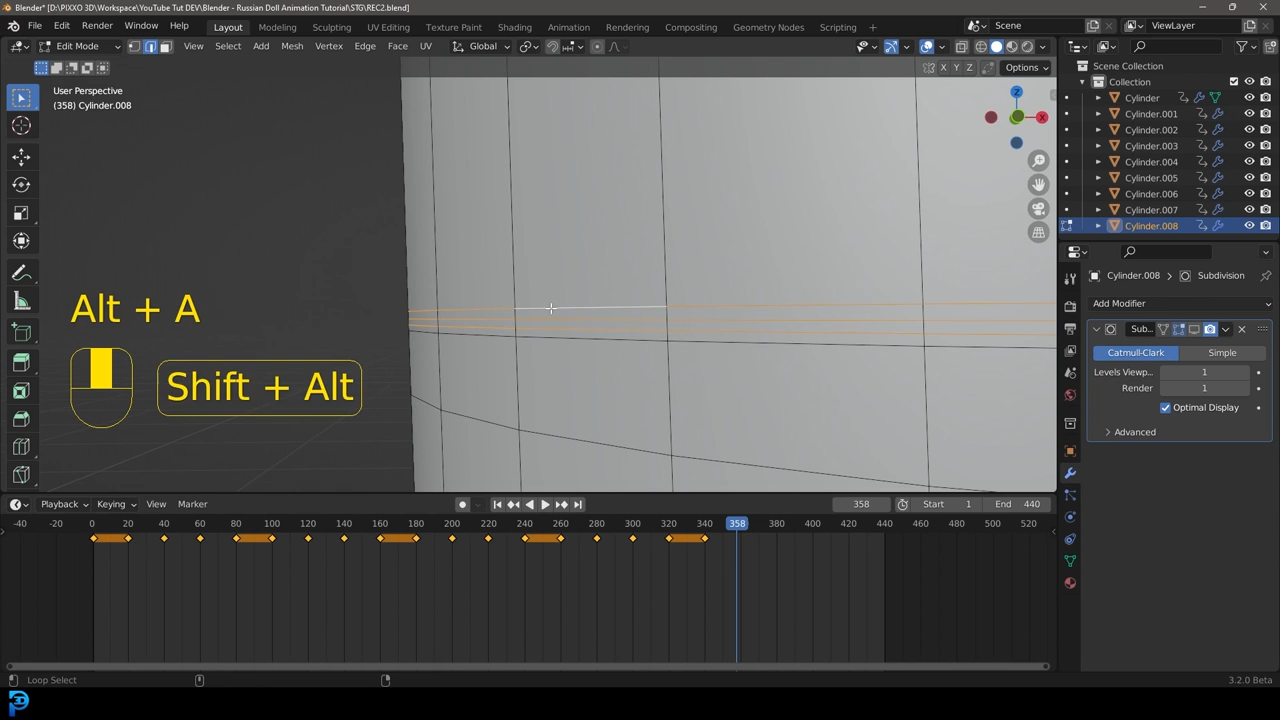 Blender* [D:\PIXXO 3D\Workspace\YouTube Tut DEV\Blender - Russian Doll Animation Tutorial\STG\REC2.blend]
File Edit Render Window Help Layout Modeling Sculpting UV Editing Texture Paint Shading Animation Rendering Compositing Geometry Nodes Scripting + Scene ViewLayer
Edit Mode View Select Add Mesh Vertex Edge Face UV Global
X Y Z Options
User Perspective
(358) Cylinder.008
Z
X
Scene Collection
Collection
Cylinder
Cylinder.001
Cylinder.002
Cylinder.003
Cylinder.004
Cylinder.005
Cylinder.006
Cylinder.007
Cylinder.008
Cylinder.008 > Subdivision
Add Modifier
Sub...
Catmull-Clark Simple
Levels Viewp... 1
Render 1
Optimal Display
Advanced
Alt + A
Shift + Alt
Playback Keying View Marker 358 Start 1 End 440
-40 -20 0 20 40 60 80 100 120 140 160 180 200 220 240 260 280 300 320 340 358 380 400 420 440 460 480 500 520
Loop Select 3.2.0 Beta